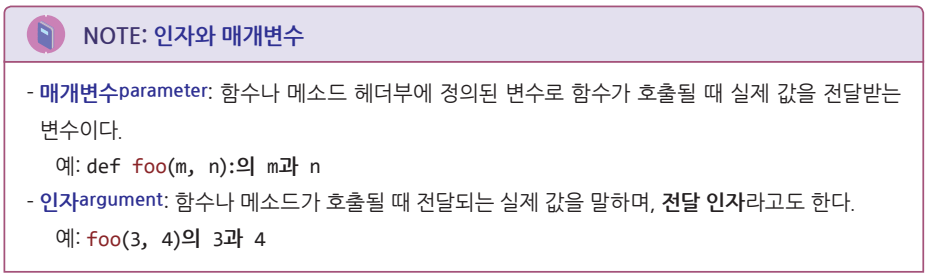 NOTE: 인자와 매개변수
- 매개변수parameter: 함수나 메소드 헤더부에 정의된 변수로 함수가 호출될 때 실제 값을 전달받는
변수이다.
예: def foo(m, n):의 m과 n
- 인자argument: 함수나 메소드가 호출될 때 전달되는 실제 값을 말하며, 전달 인자라고도 한다.
예: foo(3, 4)의 3과 4